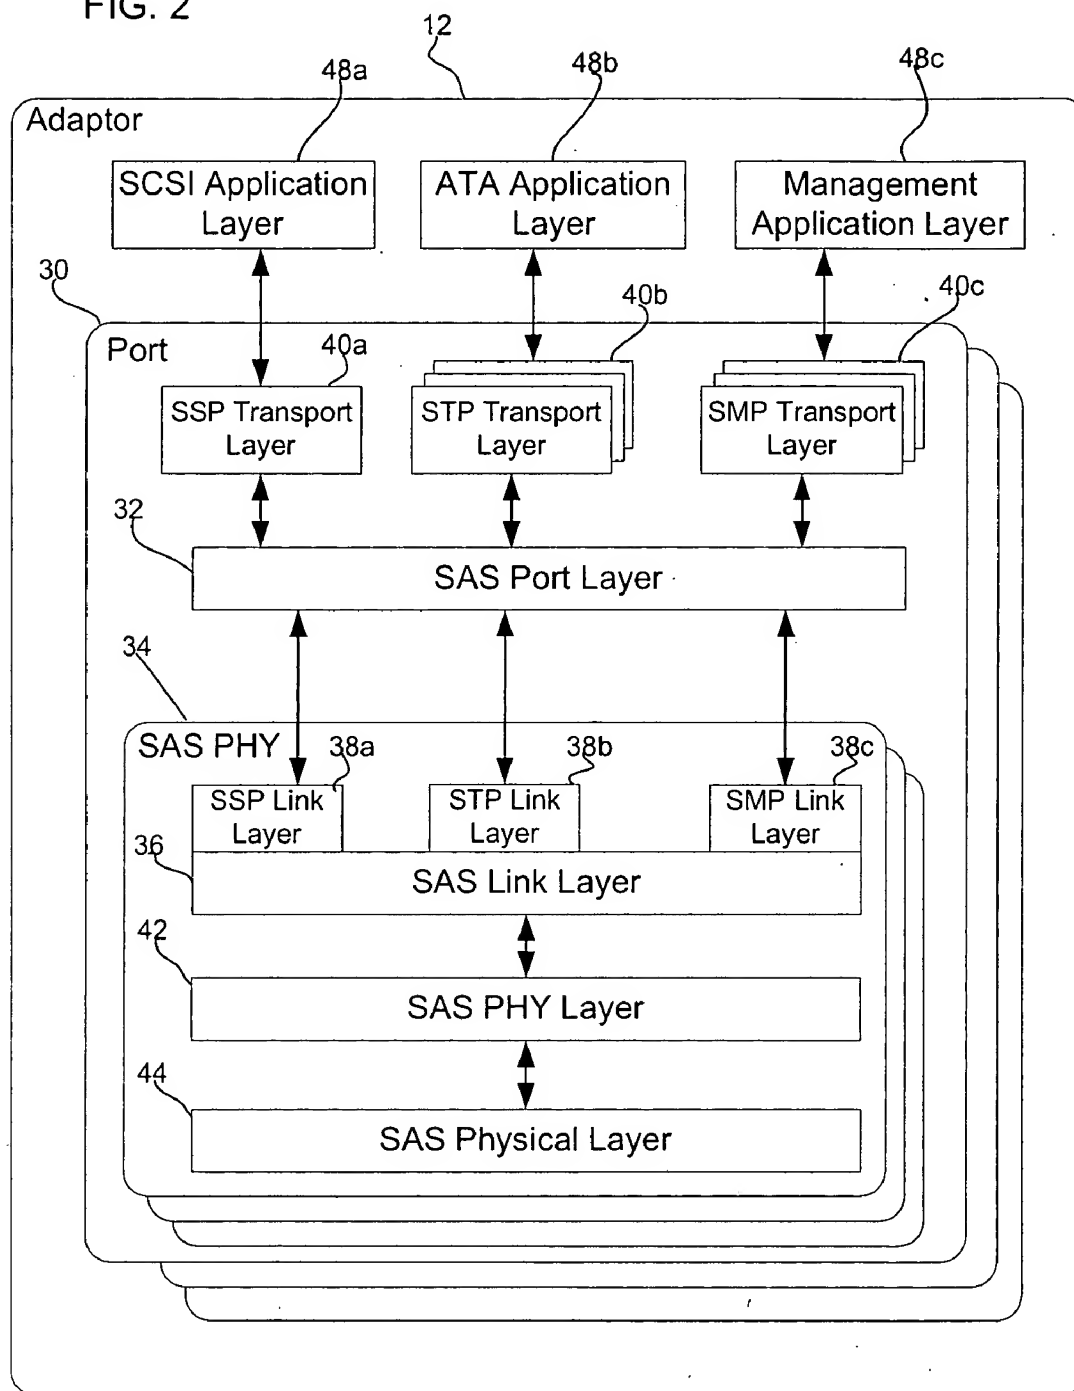 FIG. 2
12
48a
48b
48c
Adaptor
SCSI Application
Layer
ATA Application
Layer
Management
Application Layer
30
40b
40c
Port
40a
SSP Transport
Layer
STP Transport
Layer
SMP Transport
Layer
32
SAS Port Layer
34
SAS PHY
38a
38b
38c
SSP Link
Layer
STP Link
Layer
SMP Link
Layer
36
SAS Link Layer
42
SAS PHY Layer
44
SAS Physical Layer